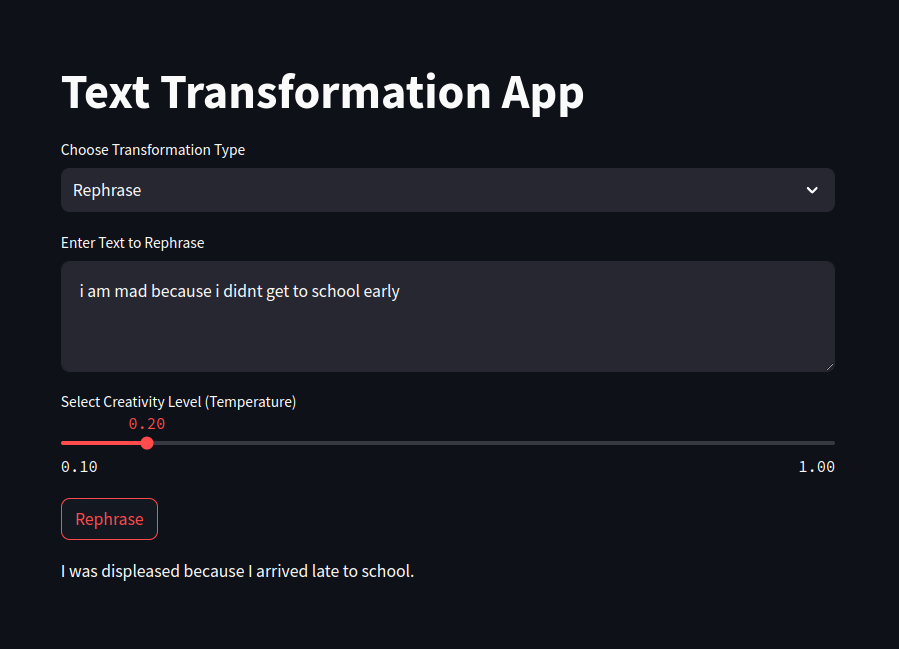 Text Transformation App
Choose Transformation Type
Rephrase
Enter Text to Rephrase
i am mad because i didnt get to school early
Select Creativity Level (Temperature)
0.20
0.10 1.00
Rephrase
I was displeased because I arrived late to school.